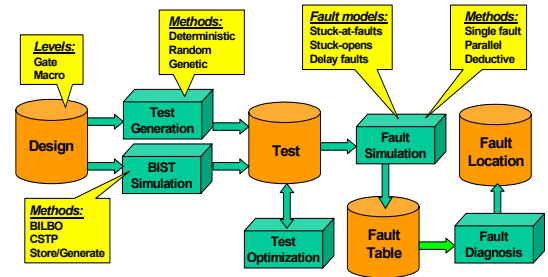 Levels:
Gate
Macro
Methods:
Deterministic
Random
Genetic
Fault models:
Stuck-at-faults
Stuck-opens
Delay faults
Methods:
Single fault
Parallel
Deductive
Design
Test
Generation
BIST
Simulation
Test
Fault
Simulation
Fault
Location
Methods:
BILBO
CSTP
Store/Generate
Test
Optimization
Fault
Table
Fault
Diagnosis